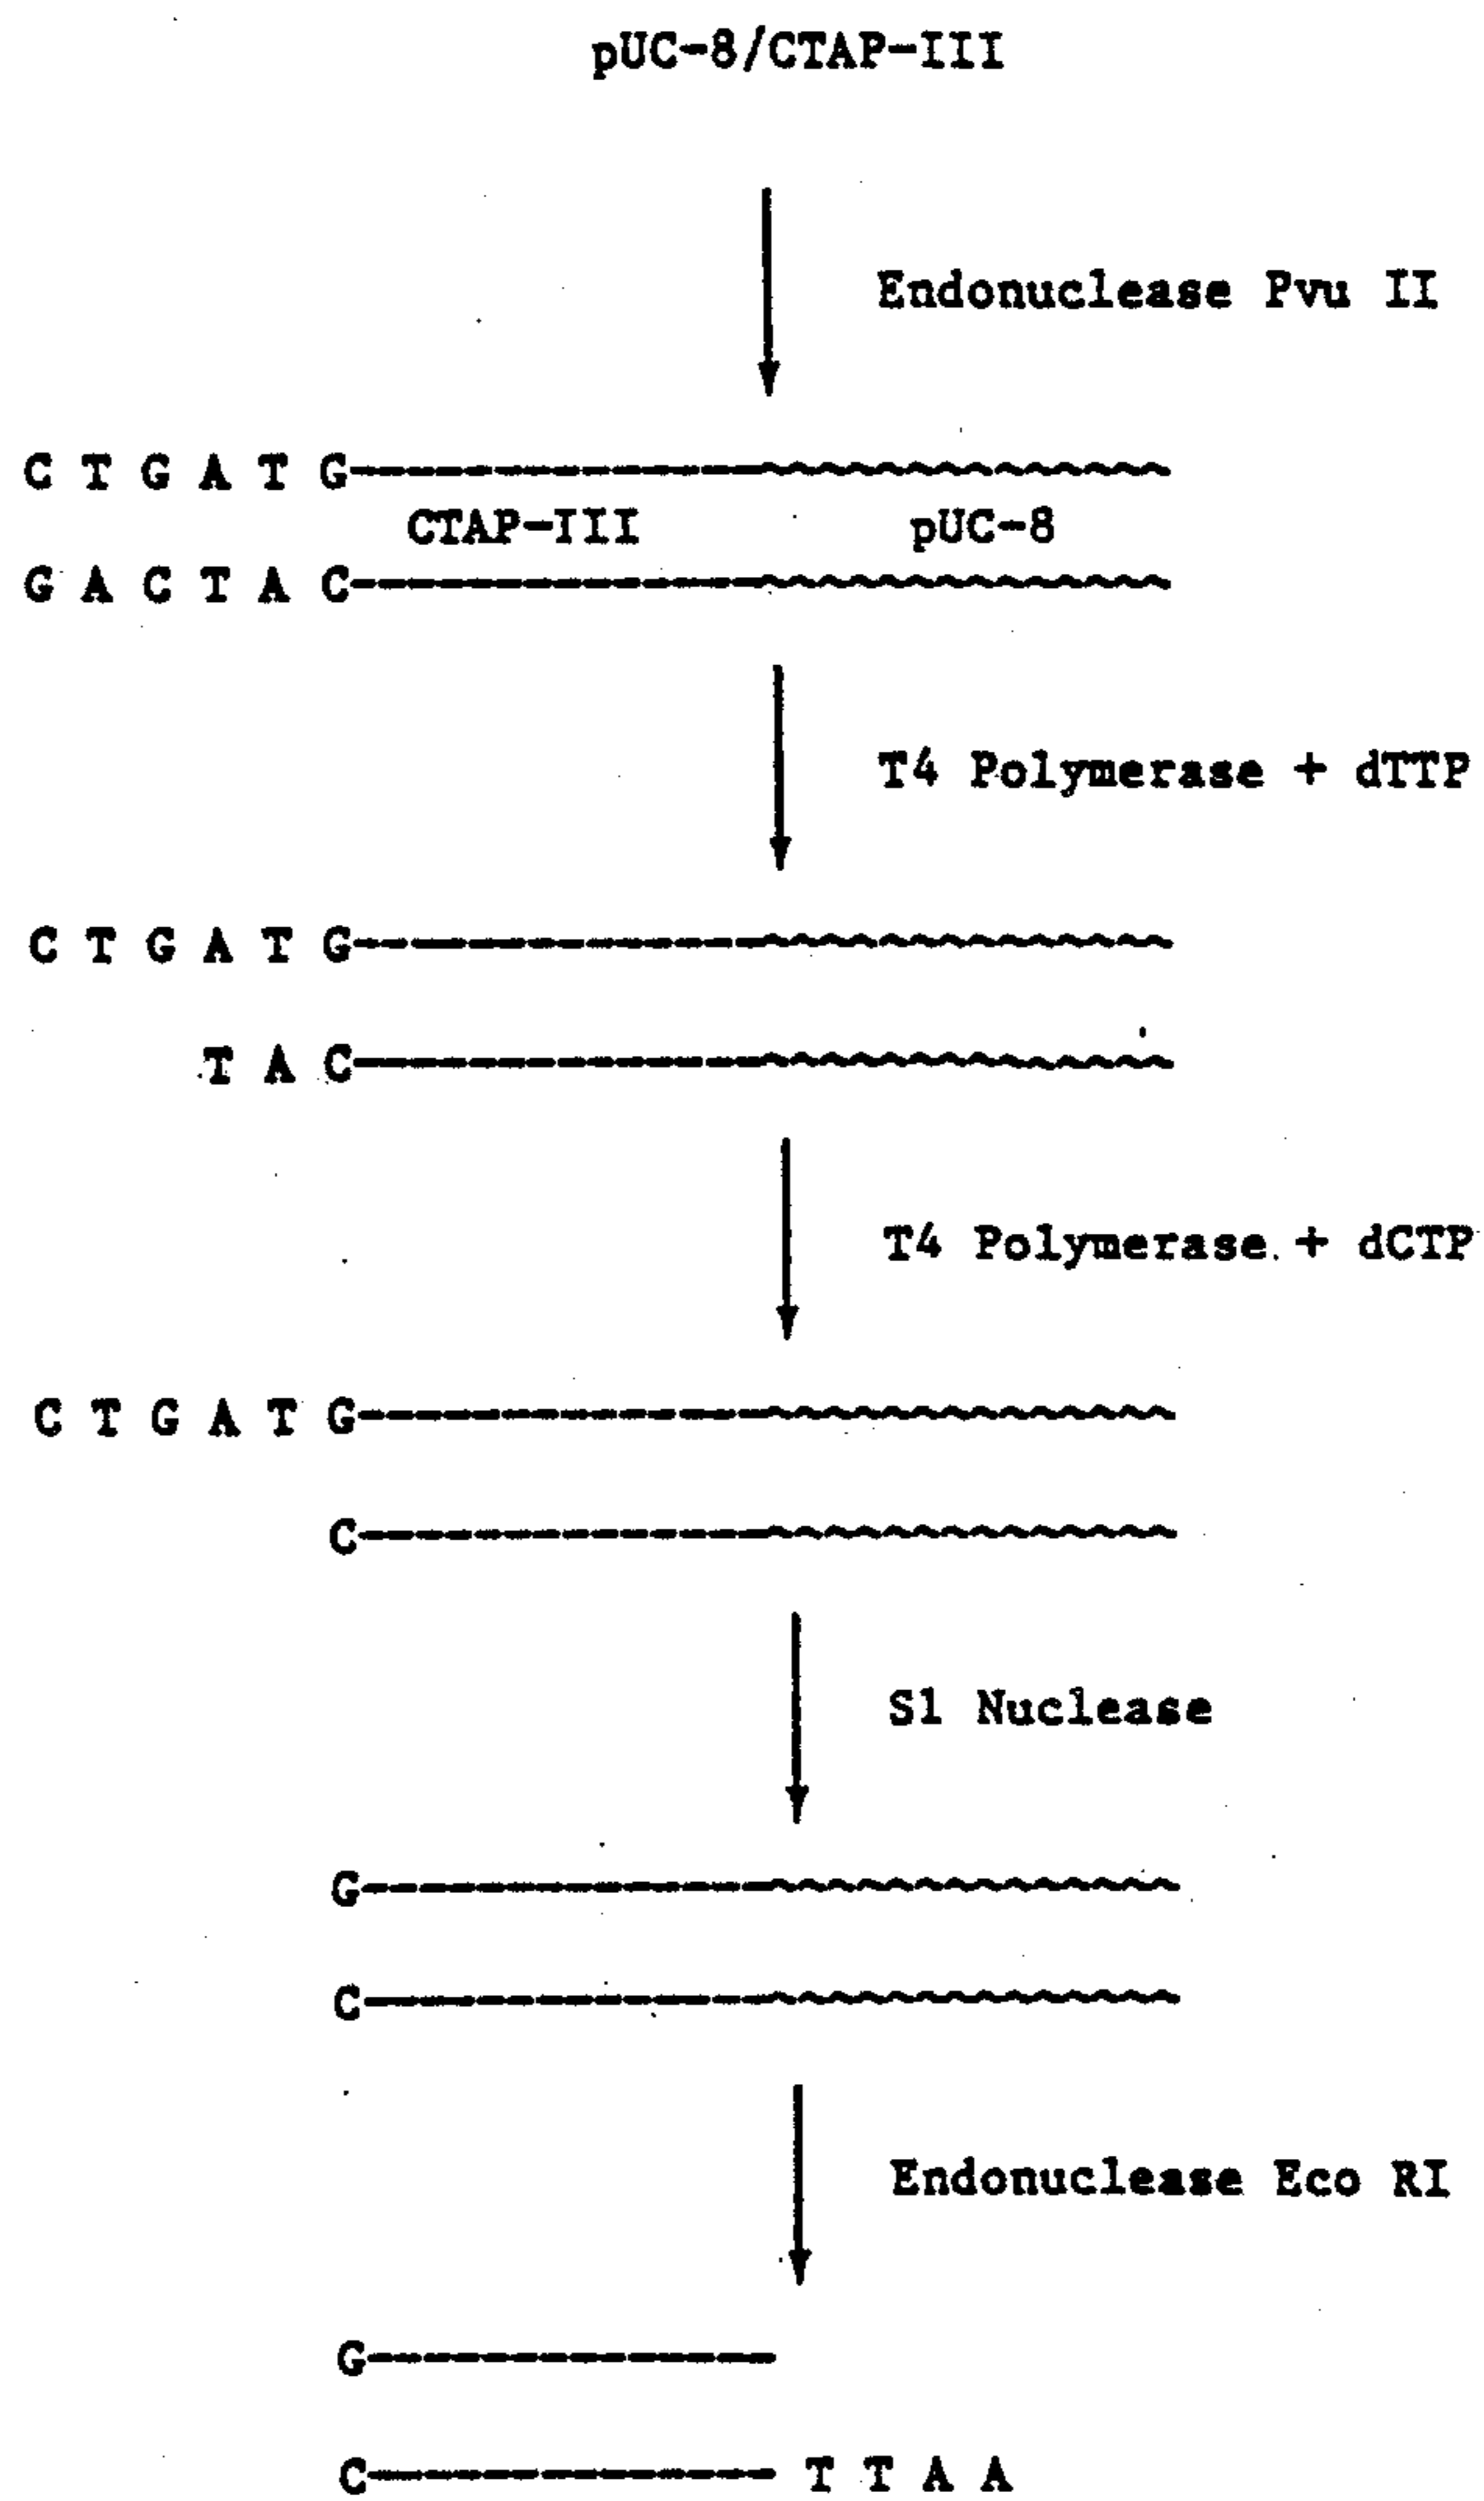 pUC-8/CTAP-III
Endonuclease Pvu II
C T G A T G
CTAP-III pUC-8
G A C T A C
T4 Polymerase + dTTP
C T G A T G
T A C
T4 Polymerase + dCTP
C T G A T G
C
S1 Nuclease
G
C
Endonuclease Eco RI
G
C T T A A